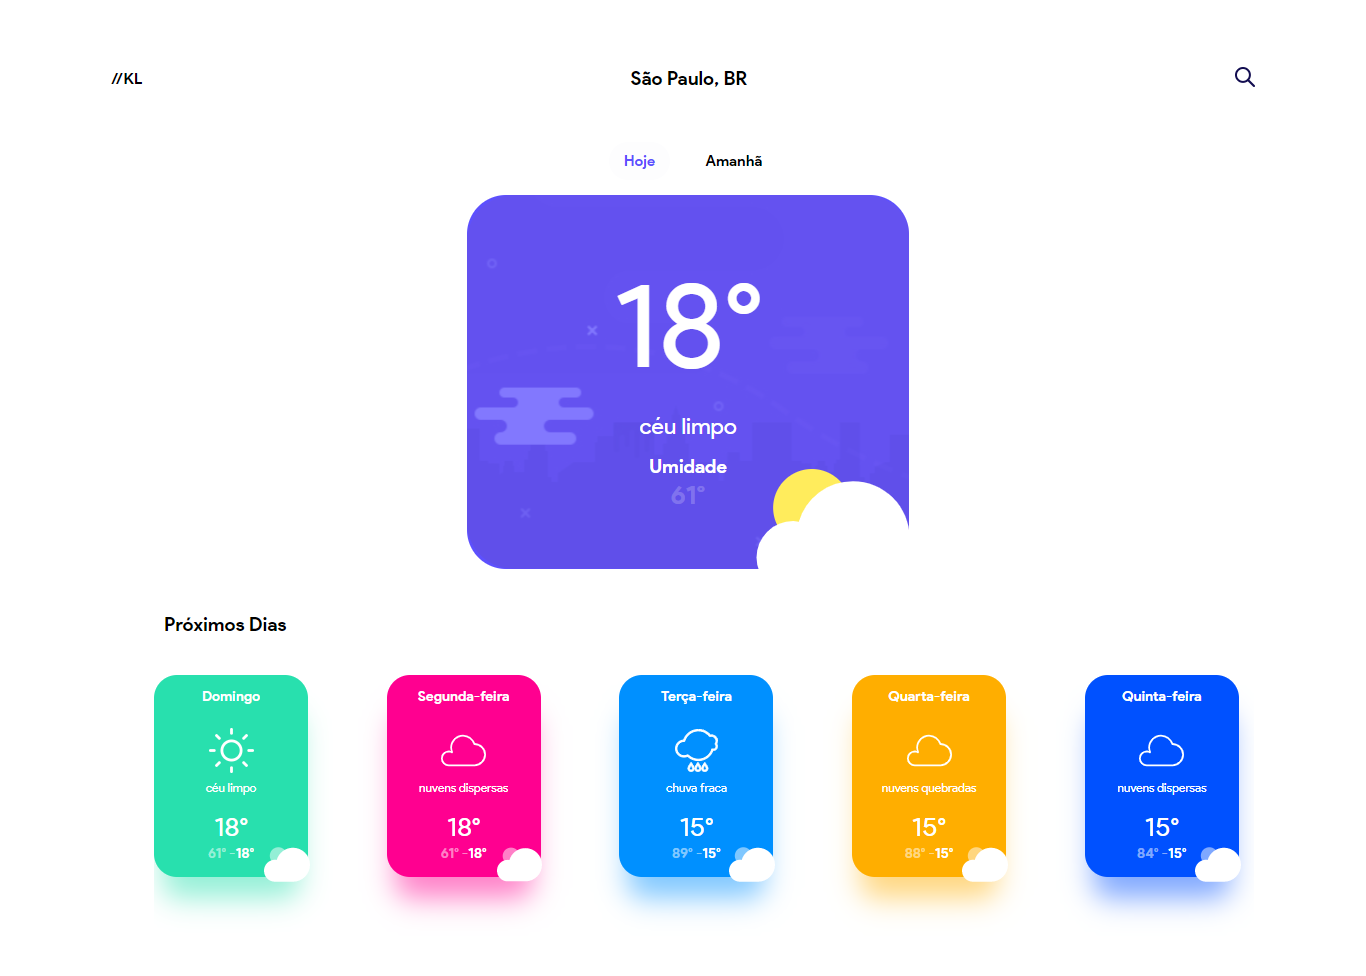 //KL
São Paulo, BR
Hoje
Amanhã
18°
céu limpo
Umidade
61°
Próximos Dias
Domingo
céu limpo
18°
61° -18°
Segunda-feira
nuvens dispersas
18°
61° -18°
Terça-feira
chuva fraca
15°
89° -15°
Quarta-feira
nuvens quebradas
15°
88° -15°
Quinta-feira
nuvens dispersas
15°
84° -15°